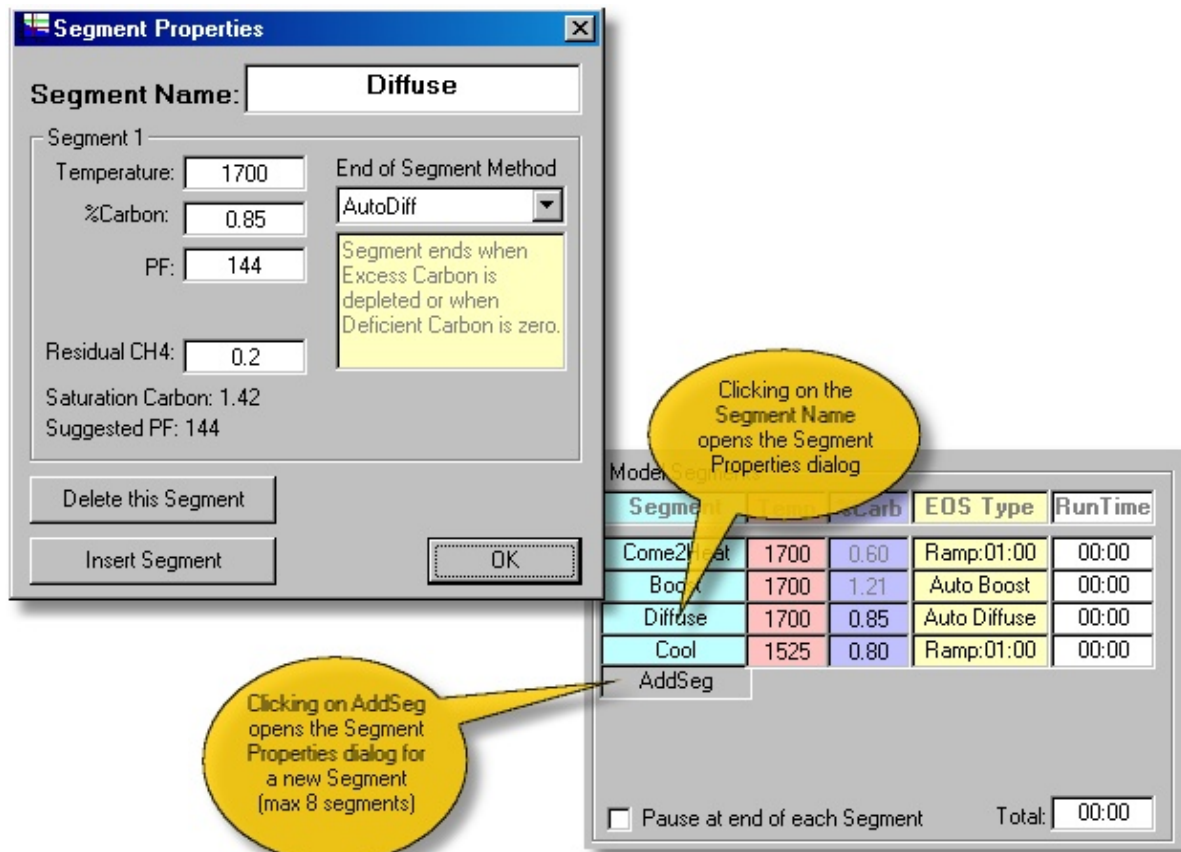 Segment Properties
Segment Name: Diffuse
Segment 1
Temperature: 1700
%Carbon: 0.85
PF: 144
Residual CH4: 0.2
Saturation Carbon: 1.42
Suggested PF: 144
End of Segment Method
AutoDiff
Segment ends when
Excess Carbon is
depleted or when
Deficient Carbon is zero.
Delete this Segment
Insert Segment
OK
Clicking on the
Segment Name
opens the Segment
Properties dialog
Model Segments
Segment Temp %Carb EOS Type RunTime
Come2Heat 1700 0.60 Ramp:01:00 00:00
Boost 1700 1.21 Auto Boost 00:00
Diffuse 1700 0.85 Auto Diffuse 00:00
Cool 1525 0.80 Ramp:01:00 00:00
AddSeg
Clicking on AddSeg
opens the Segment
Properties dialog for
a new Segment
(max 8 segments)
Pause at end of each Segment
Total: 00:00